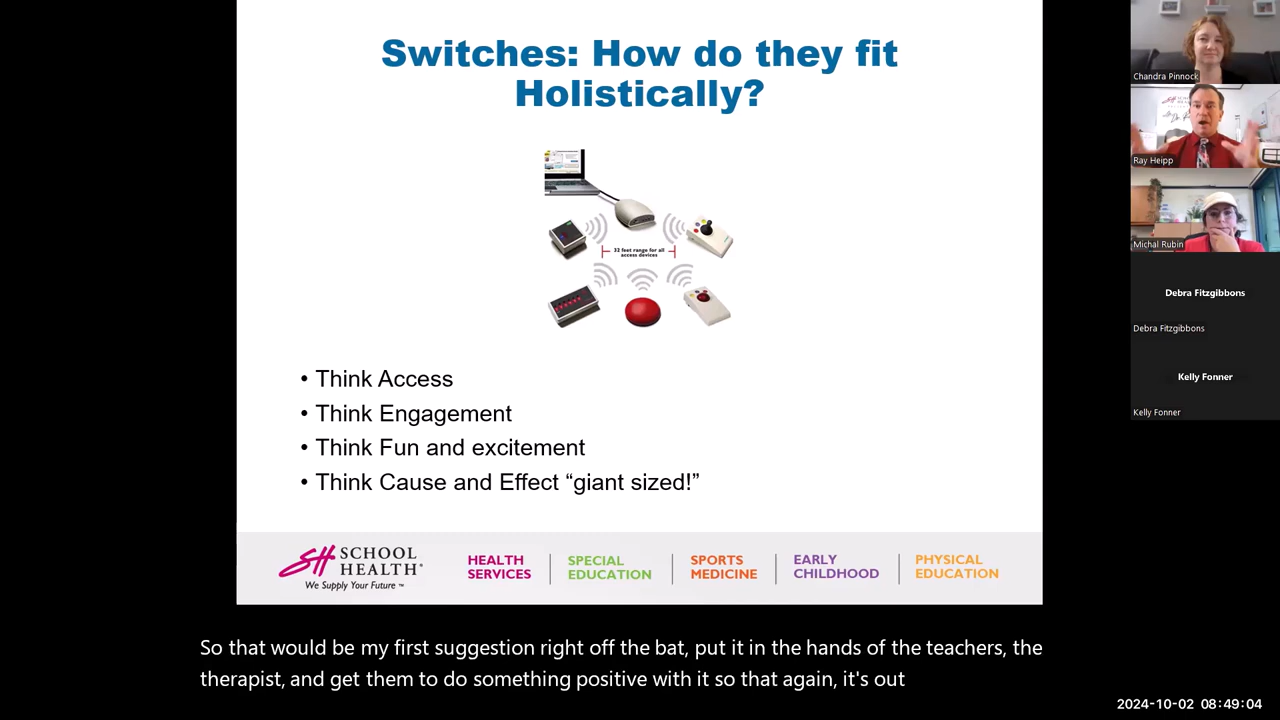 Switches: How do they fit
Holistically?
32 feet range for all
access devices
• Think Access
• Think Engagement
• Think Fun and excitement
• Think Cause and Effect “giant sized!”
SH SCHOOL
HEALTH®
We Supply Your Future ™
HEALTH
SERVICES
SPECIAL
EDUCATION
SPORTS
MEDICINE
EARLY
CHILDHOOD
PHYSICAL
EDUCATION
Chandra Pinnock
Ray Heipp
Michal Rubin
Debra Fitzgibbons
Debra Fitzgibbons
Kelly Fonner
Kelly Fonner
So that would be my first suggestion right off the bat, put it in the hands of the teachers, the
therapist, and get them to do something positive with it so that again, it's out
2024-10-02 08:49:04